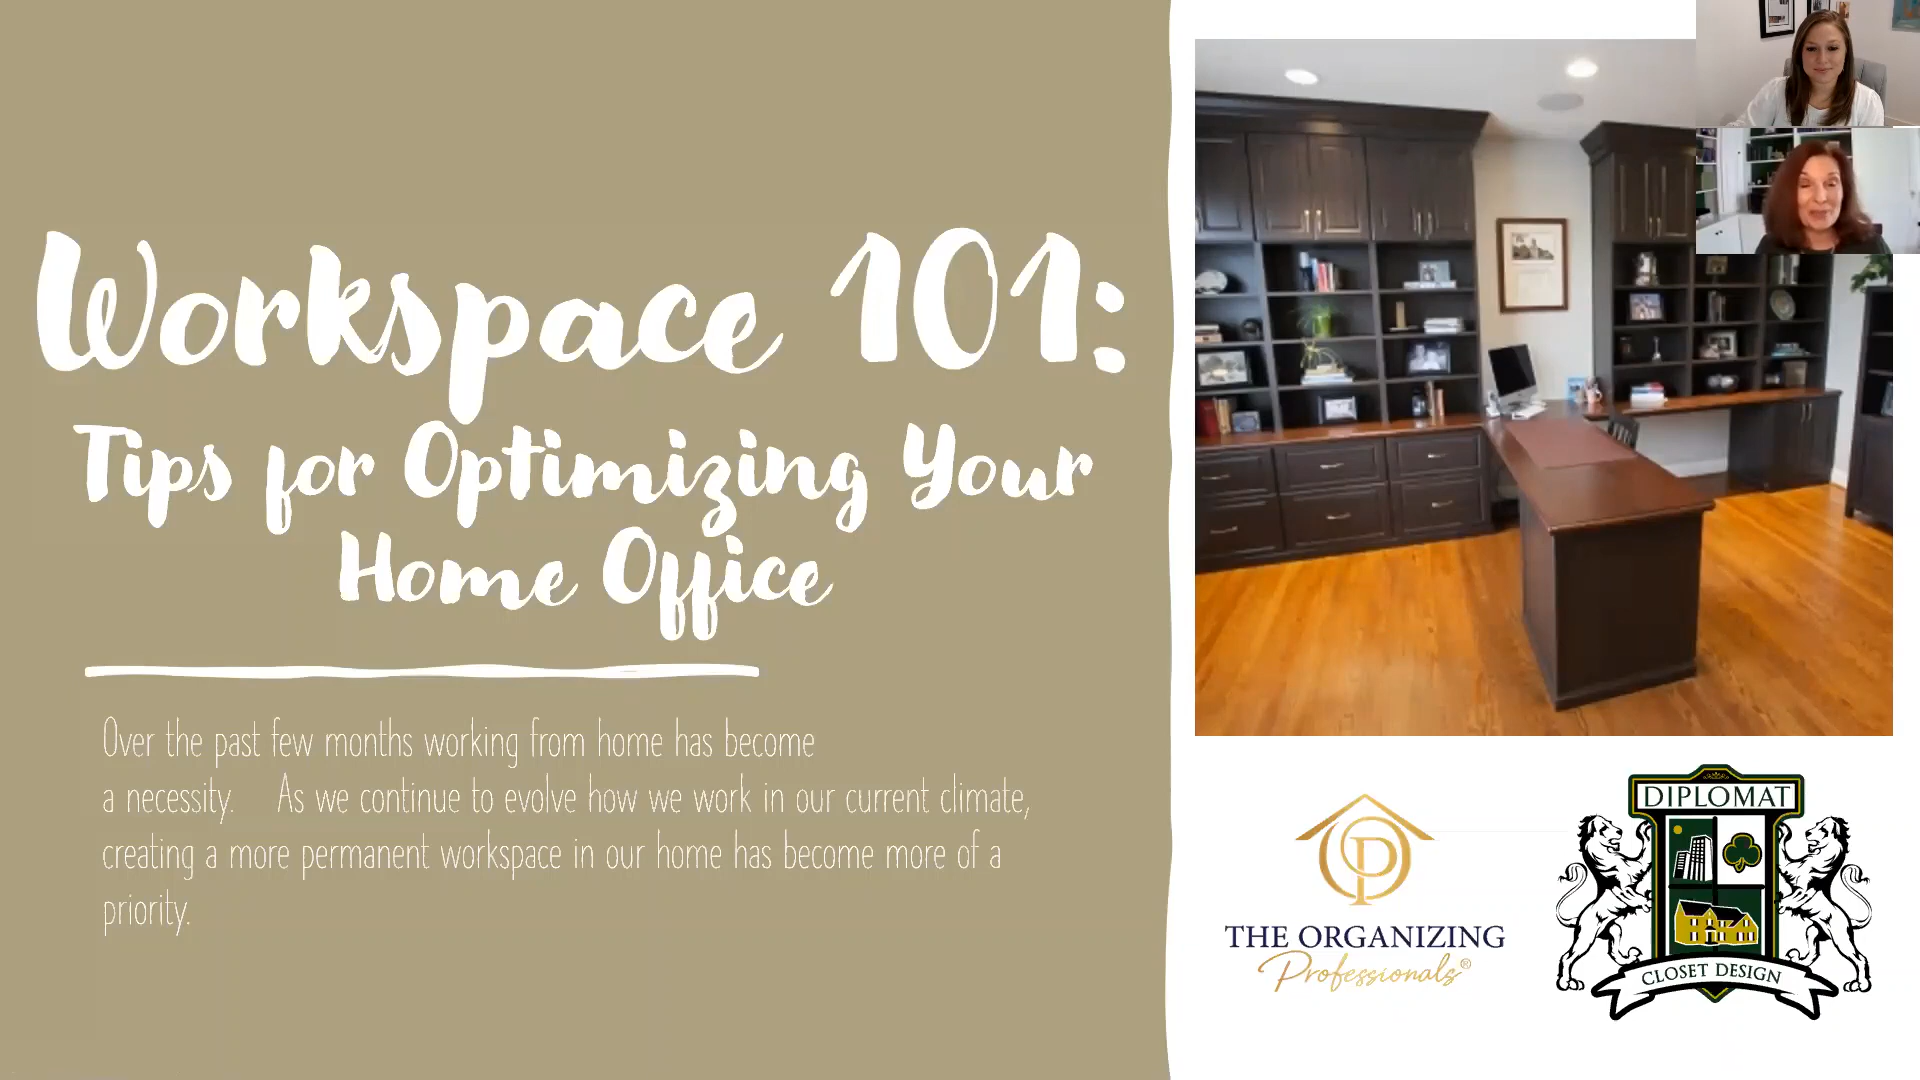 Workspace 101:
Tips for Optimizing Your
Home Office
Over the past few months working from home has become
a necessity. As we continue to evolve how we work in our current climate,
creating a more permanent workspace in our home has become more of a
priority.
OP
THE ORGANIZING
Professionals®
DIPLOMAT
CLOSET DESIGN